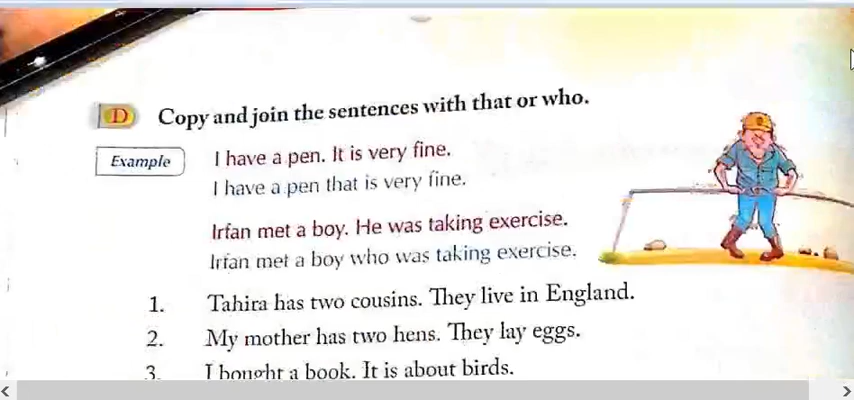 D Copy and join the sentences with that or who.
Example I have a pen. It is very fine.
I have a pen that is very fine.
Irfan met a boy. He was taking exercise.
Irfan met a boy who was taking exercise.
1. Tahira has two cousins. They live in England.
2. My mother has two hens. They lay eggs.
3. I bought a book. It is about birds.